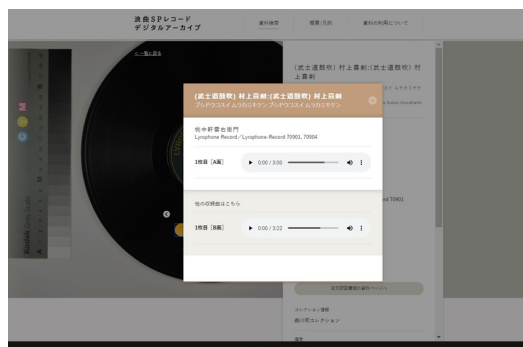 浪曲SPレコード
デジタルアーカイブ
資料検索
概要/凡例
資料の利用について
< 一覧に戻る
(武士道鼓吹) 村上喜剣:(武士道鼓吹) 村
上喜剣
(武士道鼓吹) 村上喜剣:(武士道鼓吹) 村上喜剣
ブシドウコスイ ムラカミキケン:ブシドウコスイ ムラカミキケン
桃中軒雲右衛門
Lyrophone Record／Lyrophone-Record 70901, 70904
1枚目 [A面]
0:00 / 3:00
他の収録曲はこちら
1枚目 [B面]
0:00 / 3:22
70901
コレクション情報
森川司コレクション
Kodak Gray Scale
C
M